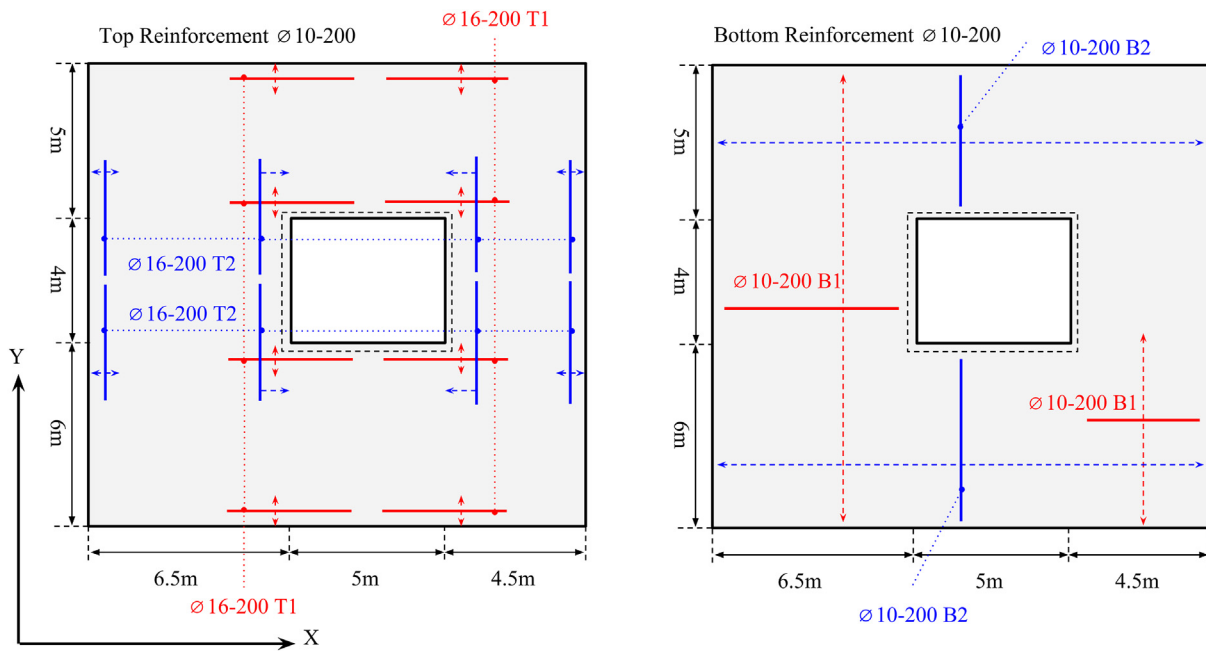 ∅ 16-200 T1
Top Reinforcement ∅ 10-200
5m
4m
6m
∅ 16-200 T2
∅ 16-200 T2
Y
X
6.5m
5m
4.5m
∅ 16-200 T1
Bottom Reinforcement ∅ 10-200
∅ 10-200 B2
5m
4m
6m
∅ 10-200 B1
∅ 10-200 B1
6.5m
5m
4.5m
∅ 10-200 B2